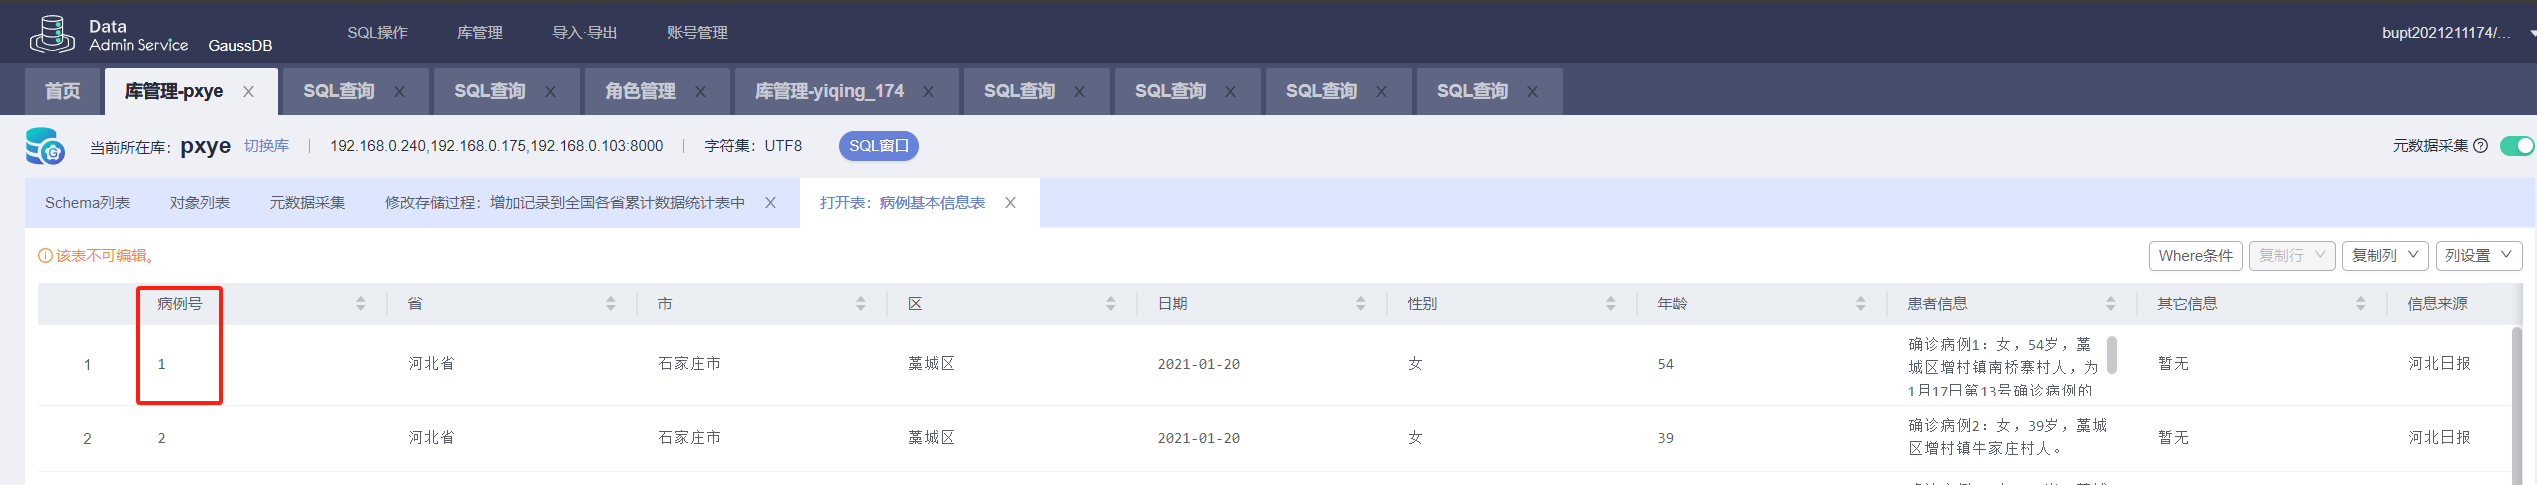 Data
Admin Service GaussDB SQL操作 库管理 导入·导出 账号管理 bupt2021211174/...
首页 库管理-pxye SQL查询 SQL查询 角色管理 库管理-yiqing_174 SQL查询 SQL查询 SQL查询 SQL查询
当前所在库: pxye 切换库 192.168.0.240,192.168.0.175,192.168.0.103:8000 字符集: UTF8 SQL窗口 元数据采集
Schema列表 对象列表 元数据采集 修改存储过程: 增加记录到全国各省累计数据统计表中 打开表: 病例基本信息表
该表不可编辑。 Where条件 复制行 复制列 列设置
病例号 省 市 区 日期 性别 年龄 患者信息 其它信息 信息来源
1 1 河北省 石家庄市 藁城区 2021-01-20 女 54 确诊病例1: 女, 54岁, 藁
城区增村镇南桥寨村人, 为
1月17日第13号确诊病例的
暂无 河北日报
2 2 河北省 石家庄市 藁城区 2021-01-20 女 39 确诊病例2: 女, 39岁, 藁城
区增村镇牛家庄村人。
暂无 河北日报